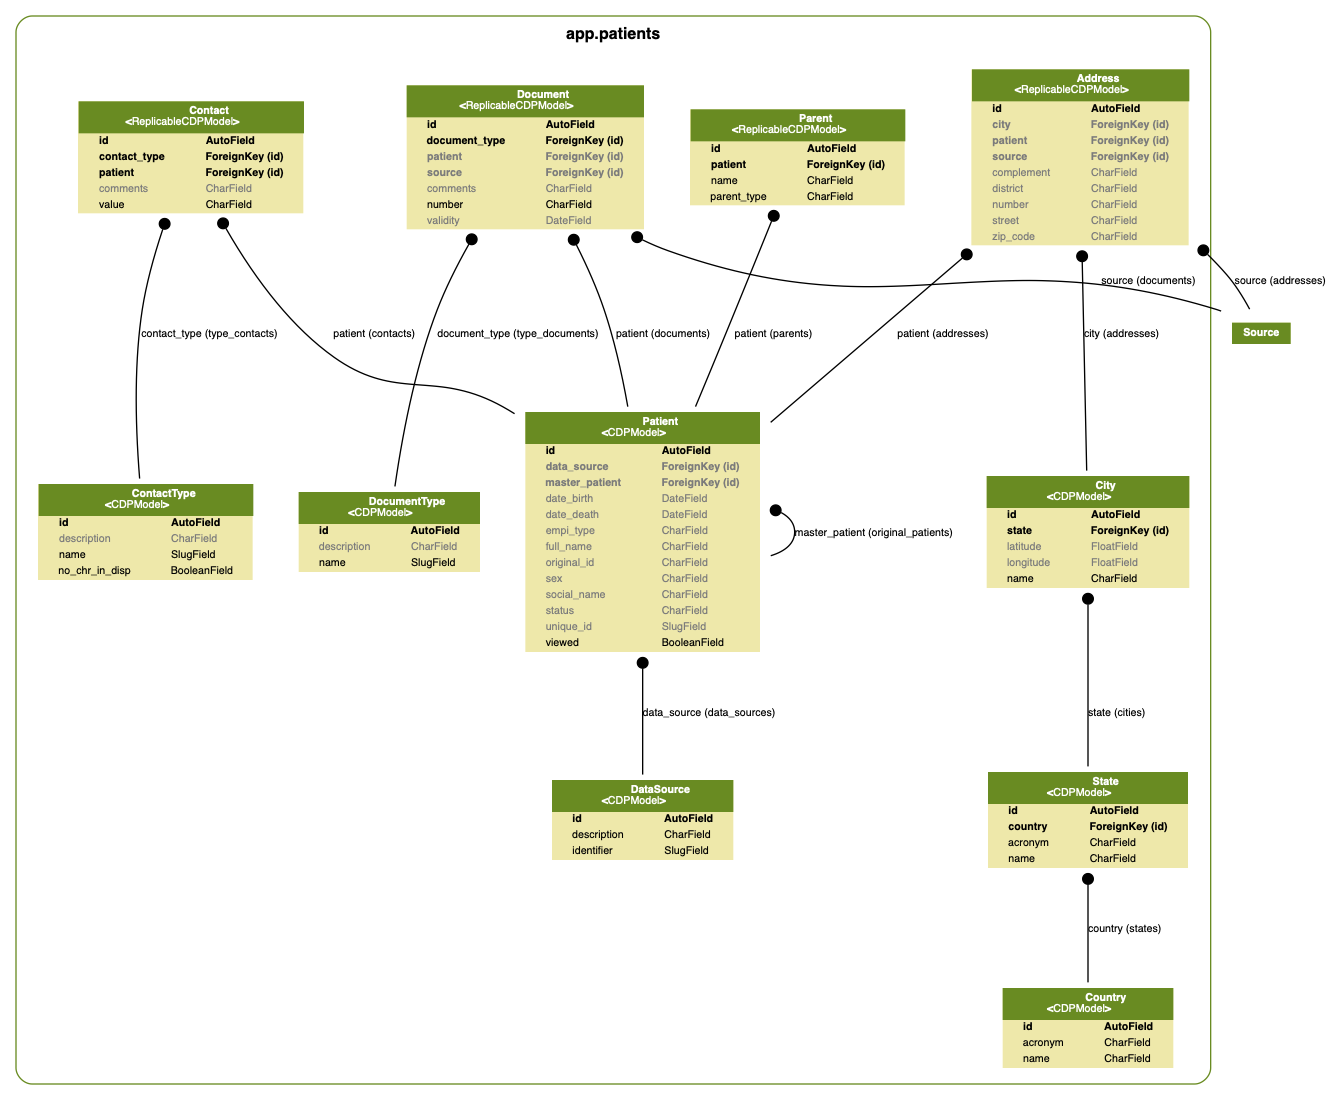 app.patients
Contact
<ReplicableCDPModel>
id AutoField
contact_type ForeignKey (id)
patient ForeignKey (id)
comments CharField
value CharField
Document
<ReplicableCDPModel>
id AutoField
document_type ForeignKey (id)
patient ForeignKey (id)
source ForeignKey (id)
comments CharField
number CharField
validity DateField
Parent
<ReplicableCDPModel>
id AutoField
patient ForeignKey (id)
name CharField
parent_type CharField
Address
<ReplicableCDPModel>
id AutoField
city ForeignKey (id)
patient ForeignKey (id)
source ForeignKey (id)
complement CharField
district CharField
number CharField
street CharField
zip_code CharField
source (documents)
source (addresses)
contact_type (type_contacts)
patient (contacts)
document_type (type_documents)
patient (documents)
patient (parents)
patient (addresses)
city (addresses)
Source
Patient
<CDPModel>
id AutoField
data_source ForeignKey (id)
master_patient ForeignKey (id)
date_birth DateField
date_death DateField
empi_type CharField
full_name CharField
original_id CharField
sex CharField
social_name CharField
status CharField
unique_id SlugField
viewed BooleanField
master_patient (original_patients)
ContactType
<CDPModel>
id AutoField
description CharField
name SlugField
no_chr_in_disp BooleanField
DocumentType
<CDPModel>
id AutoField
description CharField
name SlugField
City
<CDPModel>
id AutoField
state ForeignKey (id)
latitude FloatField
longitude FloatField
name CharField
data_source (data_sources)
state (cities)
DataSource
<CDPModel>
id AutoField
description CharField
identifier SlugField
State
<CDPModel>
id AutoField
country ForeignKey (id)
acronym CharField
name CharField
country (states)
Country
<CDPModel>
id AutoField
acronym CharField
name CharField